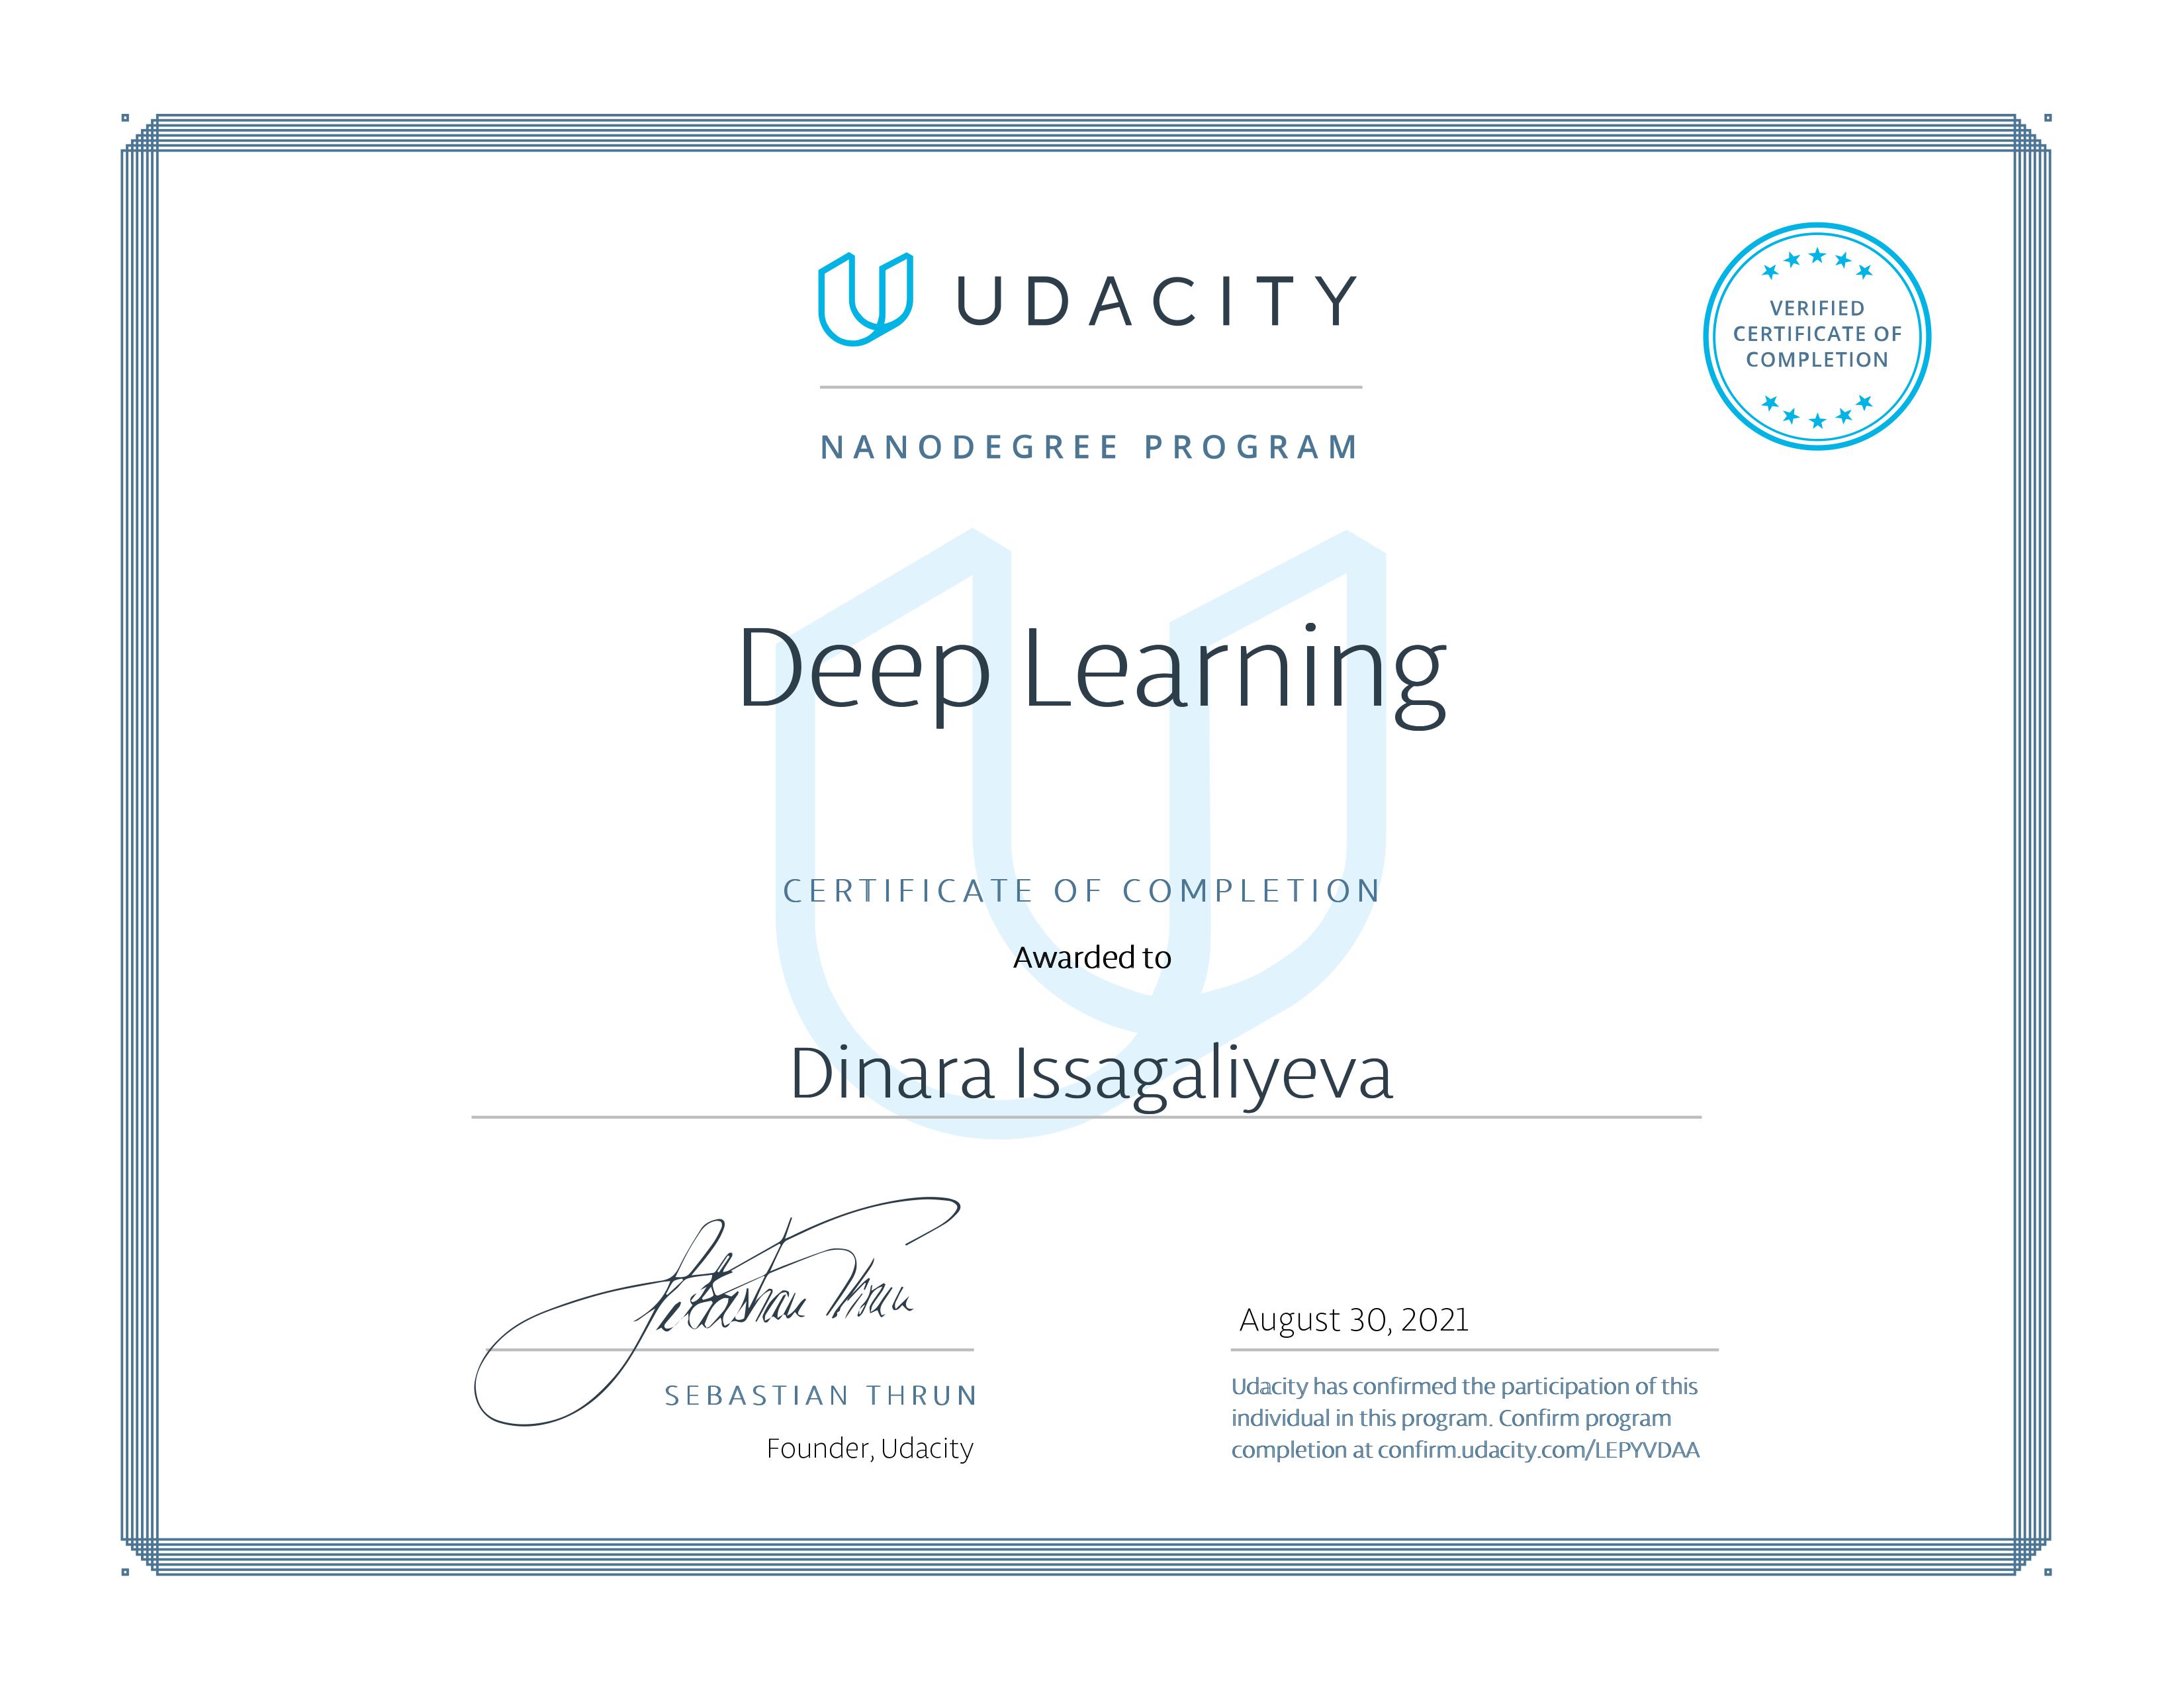 UDACITY
VERIFIED
CERTIFICATE OF
COMPLETION
NANODEGREE PROGRAM
Deep Learning
CERTIFICATE OF COMPLETION
Awarded to
Dinara Issagaliyeva
Sebastian Thrun
SEBASTIAN THRUN
Founder, Udacity
August 30, 2021
Udacity has confirmed the participation of this
individual in this program. Confirm program
completion at confirm.udacity.com/LEPYVDAA